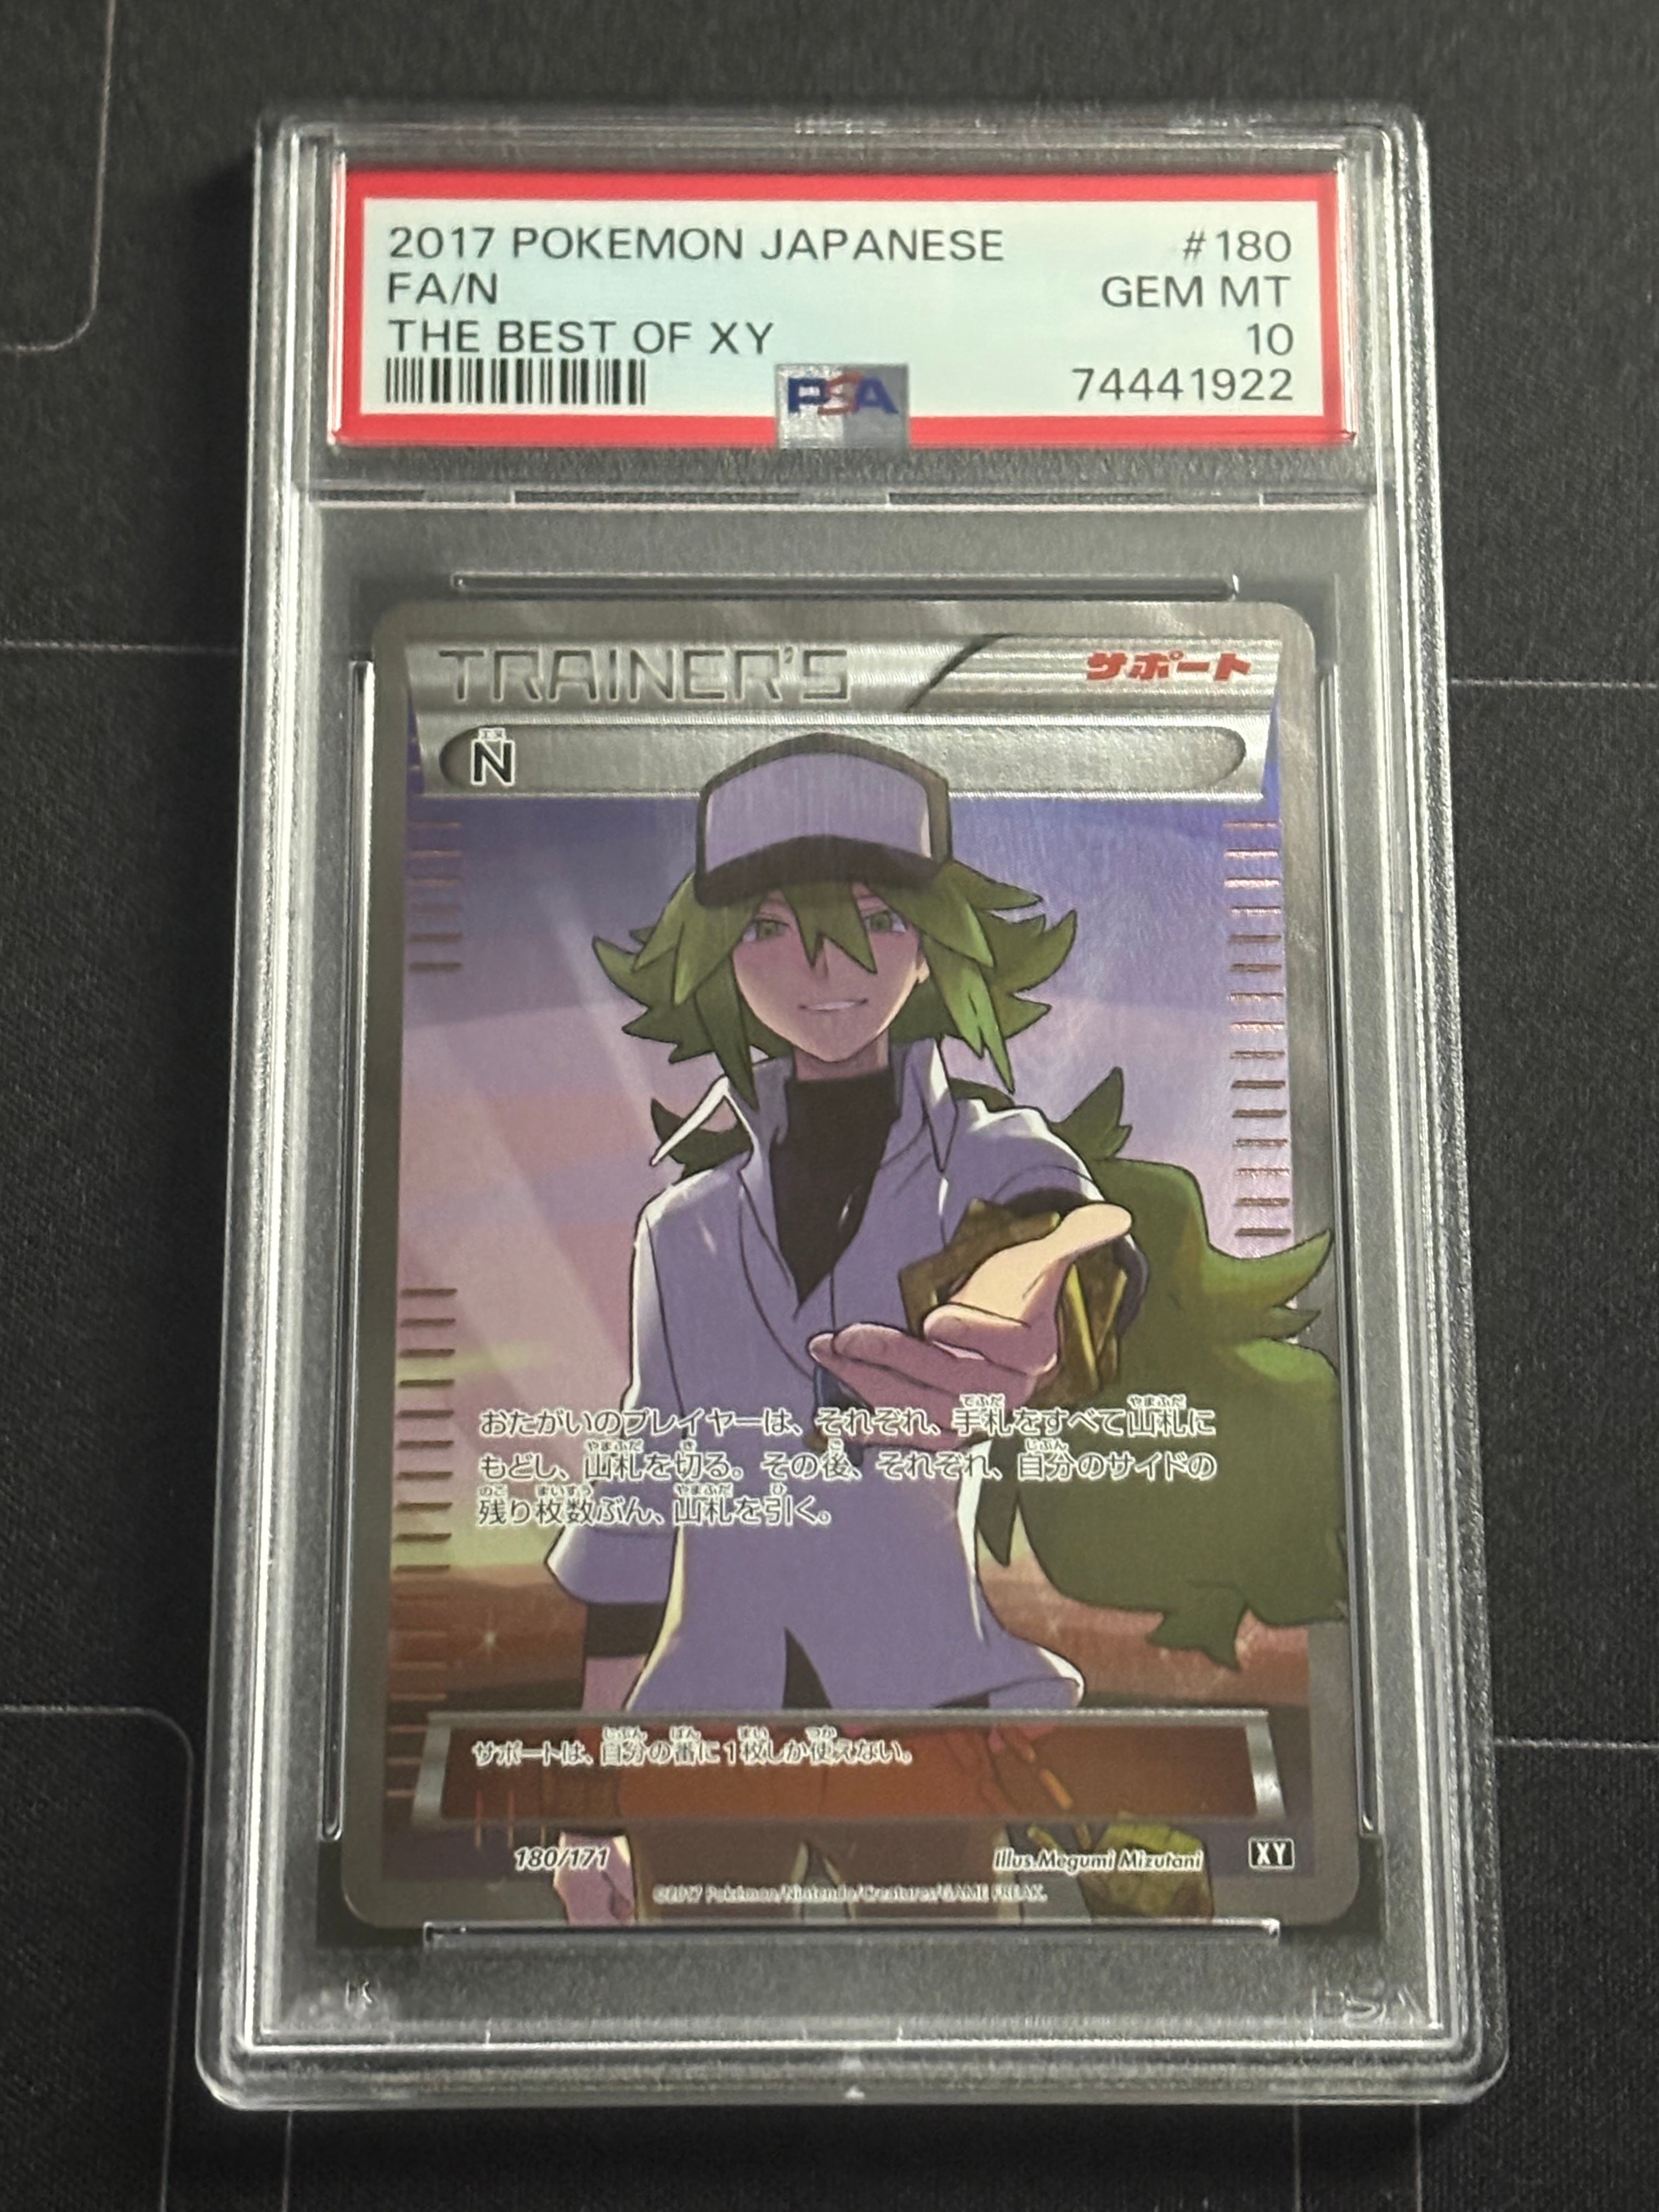 2017 POKEMON JAPANESE #180
FA/N GEM MT
THE BEST OF XY 10
PSA 74441922
TRAINER'S サポート
N
おたがいのプレイヤーは、それぞれ、手札をすべて山札に
もどし、山札を切る。その後、それぞれ、自分のサイドの
残り枚数ぶん、山札を引く。
サポートは、自分の番に1枚しか使えない。
180/171 Illus.Megumi Mizutani XY
©2017 Pokémon/Nintendo/Creatures/GAME FREAK.
PSA